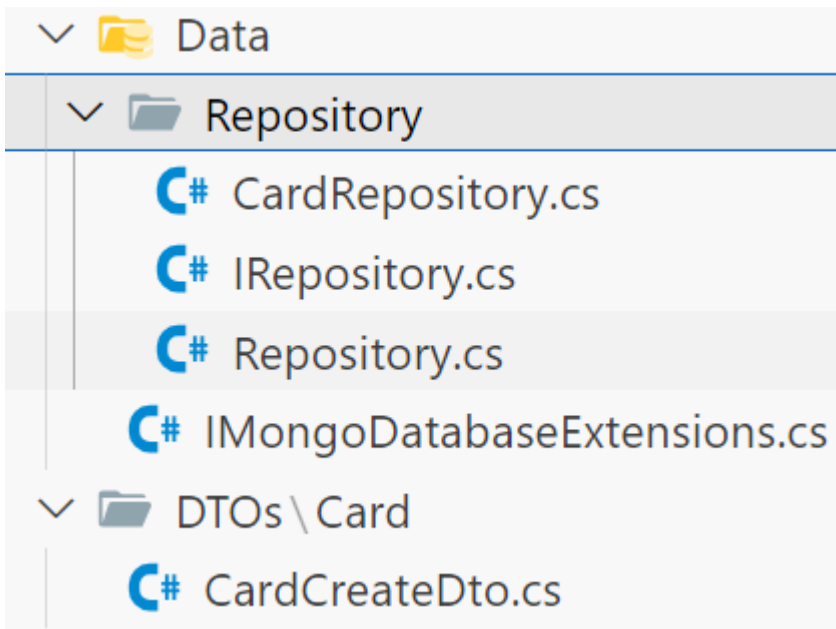 Data
Repository
C# CardRepository.cs
C# IRepository.cs
C# Repository.cs
C# IMongoDatabaseExtensions.cs
DTOs\Card
C# CardCreateDto.cs